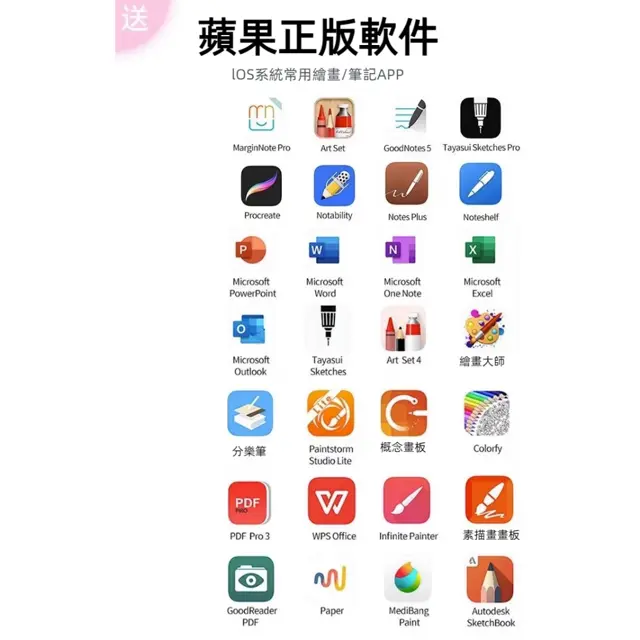 送
蘋果正版軟件
lOS系統常用繪畫/筆記APP
MarginNote Pro
Art Set
GoodNotes 5
Tayasui Sketches Pro
Procreate
Notability
Notes Plus
Noteshelf
P
W
N
X
Microsoft
PowerPoint
Microsoft
Word
Microsoft
One Note
Microsoft
Excel
O
Microsoft
Outlook
Tayasui
Sketches
Art Set 4
繪畫大師
Lite
分樂筆
Paintstorm
Studio Lite
概念畫板
Colorfy
PDF
PRO
W
PDF Pro 3
WPS Office
Infinite Painter
素描畫畫板
GoodReader
PDF
Paper
MediBang
Paint
Autodesk
SketchBook